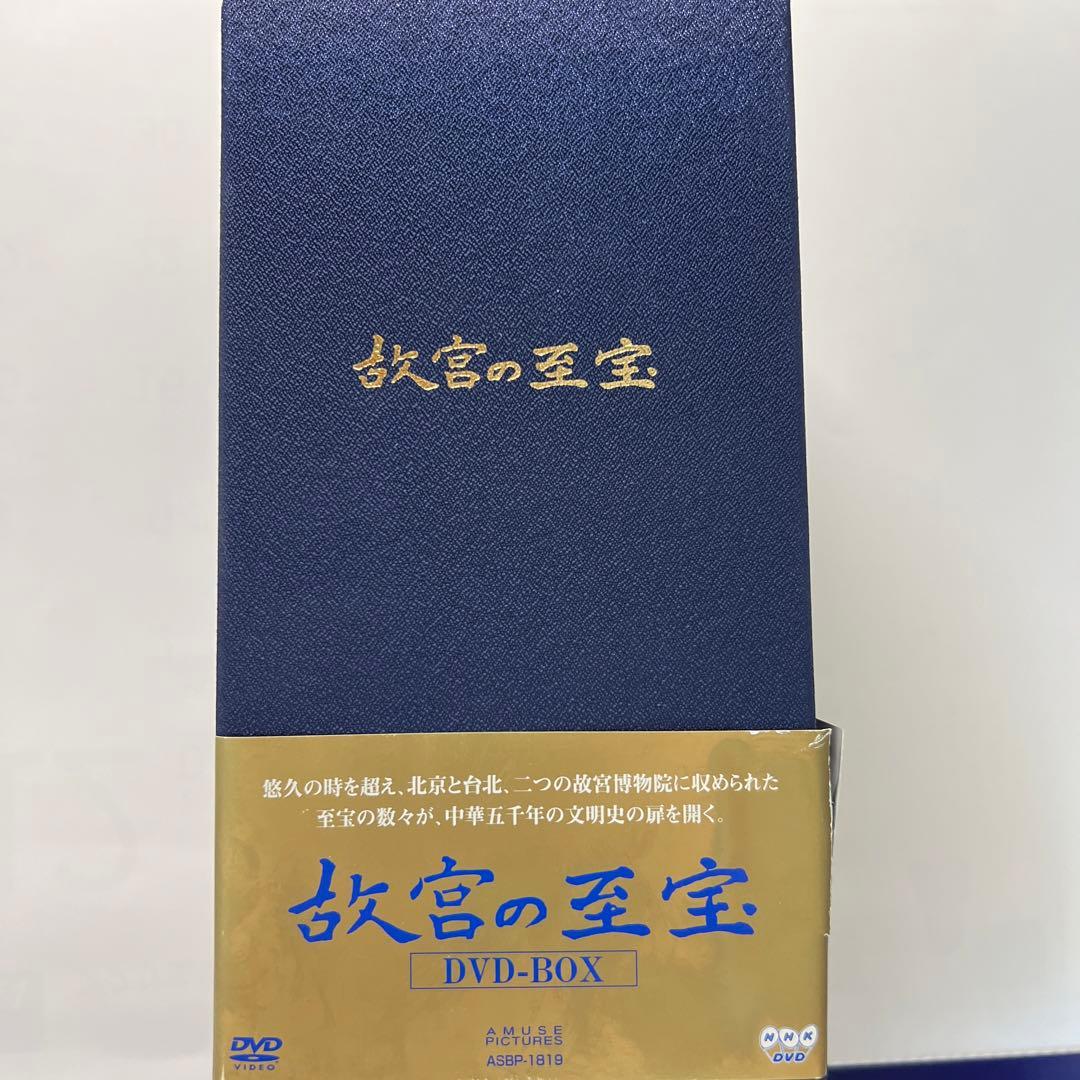 故宮の至宝
悠久の時を超え、北京と台北、二つの故宮博物院に収められた
至宝の数々が、中華五千年の文明史の扉を開く。
故宮の至宝
DVD-BOX
DVD
VIDEO
AMUSE
PICTURES
ASBP-1819
NHK
DVD